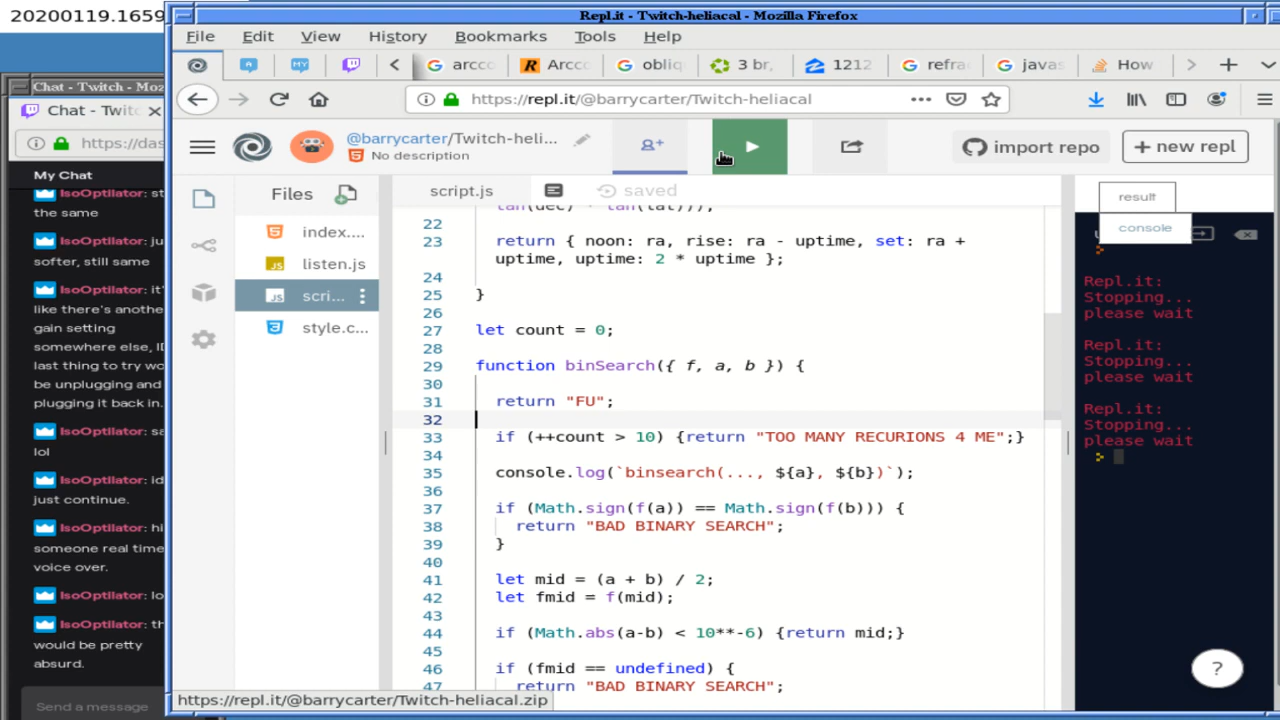 20200119.1659
Repl.it - Twitch-heliacal - Mozilla Firefox
File Edit View History Bookmarks Tools Help
arcco Arcco obliq 3 br, 1212 refra javas How
https://repl.it/@barrycarter/Twitch-heliacal
@barrycarter/Twitch-heli...
No description
import repo
+ new repl
Chat - Twitch - Moz
Chat - Twitc
https://das
My Chat
IsoOptilator: st
the same
IsoOptilator: ju
softer, still same
IsoOptilator: it'
like there's anothe
gain setting
somewhere else, I
last thing to try wo
be unplugging and
plugging it back in.
IsoOptilator: sa
lol
IsoOptilator: id
just continue.
IsoOptilator: hi
someone real time
voice over.
IsoOptilator: lo
IsoOptilator: th
would be pretty
absurd.
Send a message
Files
index....
listen.js
scri...
style.c...
script.js
saved
22
23 return { noon: ra, rise: ra - uptime, set: ra +
uptime, uptime: 2 * uptime };
24
25 }
26
27 let count = 0;
28
29 function binSearch({ f, a, b }) {
30
31 return "FU";
32
33 if (++count > 10) {return "TOO MANY RECURIONS 4 ME";}
34
35 console.log(`binsearch(..., ${a}, ${b})`);
36
37 if (Math.sign(f(a)) == Math.sign(f(b))) {
38 return "BAD BINARY SEARCH";
39 }
40
41 let mid = (a + b) / 2;
42 let fmid = f(mid);
43
44 if (Math.abs(a-b) < 10**-6) {return mid;}
45
46 if (fmid == undefined) {
47 return "BAD BINARY SEARCH";
result
console
Repl.it:
Stopping...
please wait
Repl.it:
Stopping...
please wait
Repl.it:
Stopping...
please wait
>
?
https://repl.it/@barrycarter/Twitch-heliacal.zip